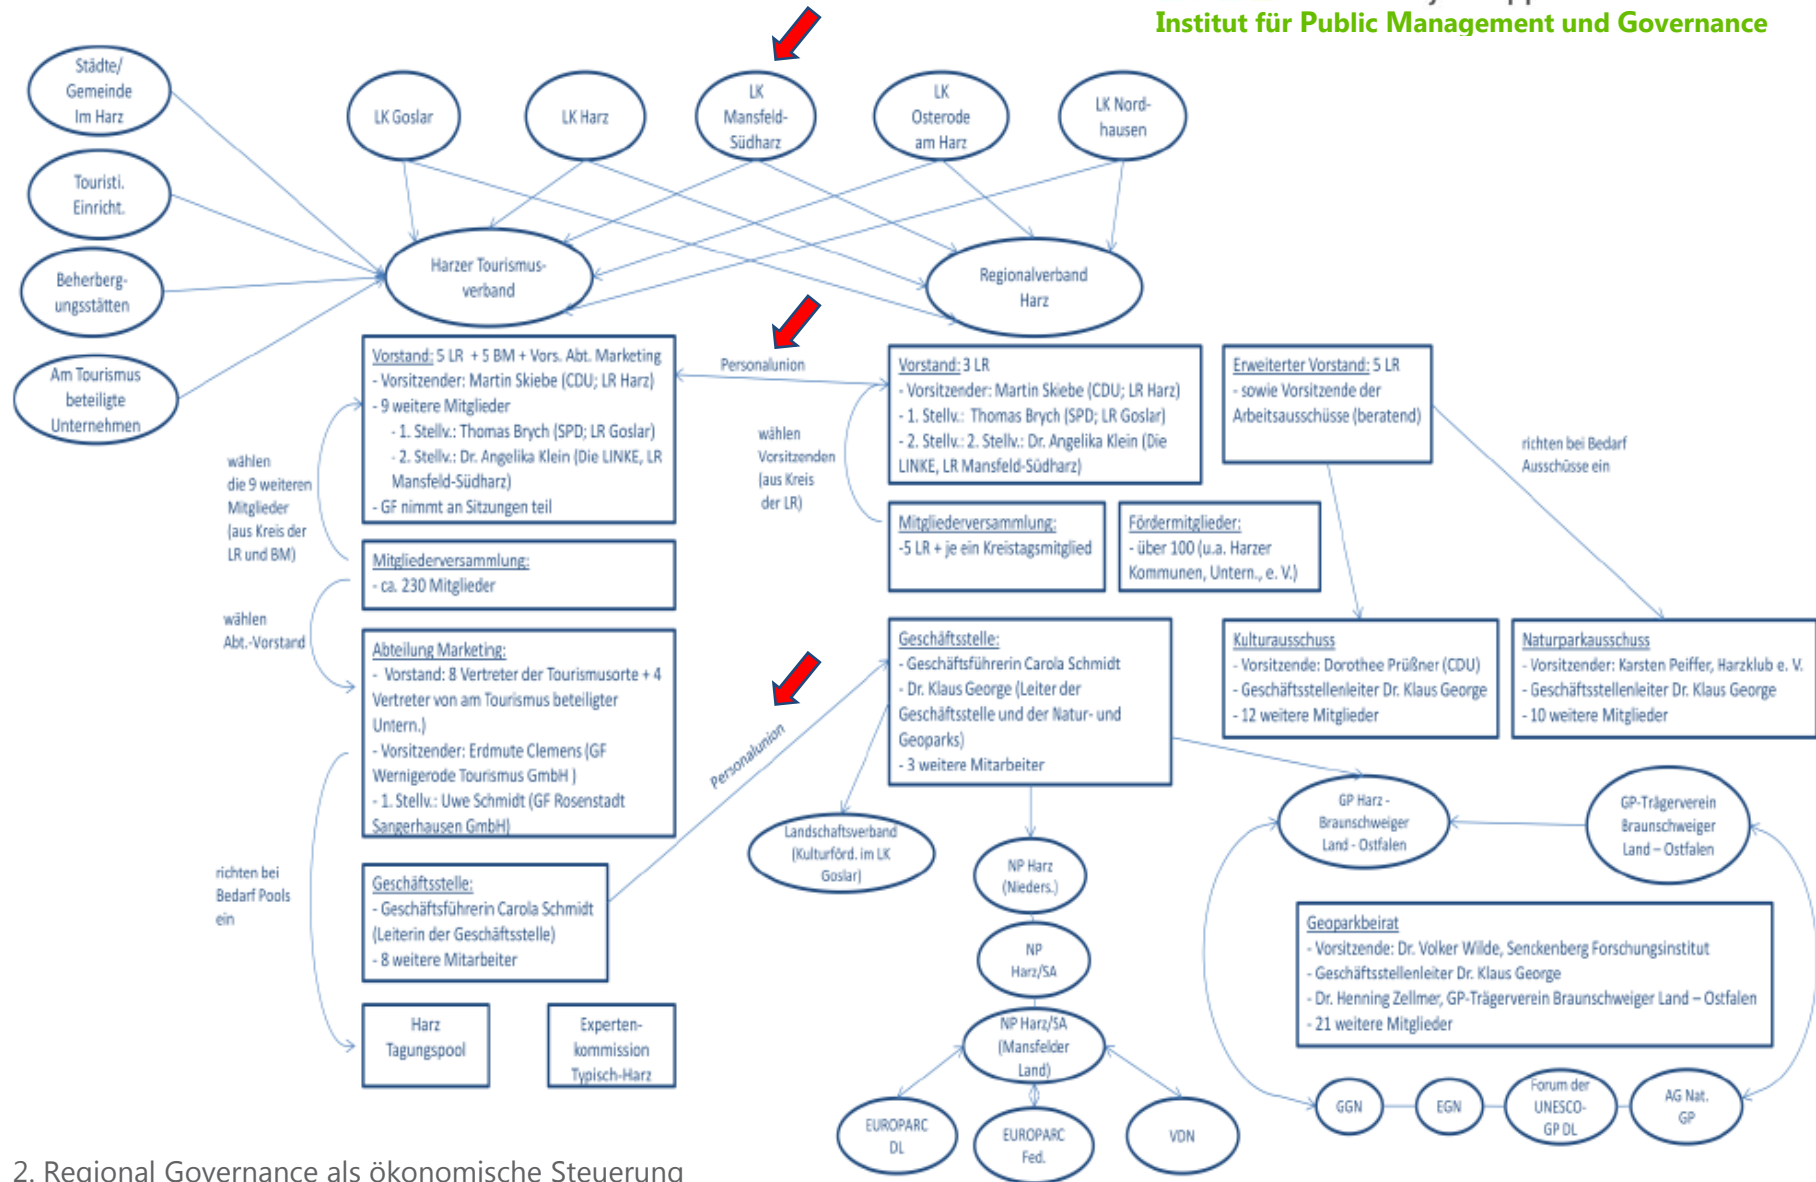 Institut für Public Management und Governance
Städte/
Gemeinde
Im Harz
Touristi.
Einricht.
Beherberg-
ungsstätten
Am Tourismus
beteiligte
Unternehmen
LK Goslar
LK Harz
LK
Mansfeld-
Südharz
LK
Osterode
am Harz
LK Nord-
hausen
Harzer Tourismus-
verband
Regionalverband
Harz
Vorstand: 5 LR + 5 BM + Vors. Abt. Marketing
- Vorsitzender: Martin Skiebe (CDU; LR Harz)
- 9 weitere Mitglieder
- 1. Stellv.: Thomas Brych (SPD; LR Goslar)
- 2. Stellv.: Dr. Angelika Klein (Die LINKE, LR
Mansfeld-Südharz)
- GF nimmt an Sitzungen teil
Personalunion
Vorstand: 3 LR
- Vorsitzender: Martin Skiebe (CDU; LR Harz)
- 1. Stellv.: Thomas Brych (SPD; LR Goslar)
- 2. Stellv.: 2. Stellv.: Dr. Angelika Klein (Die
LINKE, LR Mansfeld-Südharz)
Erweiterter Vorstand: 5 LR
- sowie Vorsitzende der
Arbeitsausschüsse (beratend)
wählen
die 9 weiteren
Mitglieder
(aus Kreis der
LR und BM)
wählen
Vorsitzenden
(aus Kreis
der LR)
richten bei Bedarf
Ausschüsse ein
Mitgliederversammlung:
- ca. 230 Mitglieder
Mitgliederversammlung:
-5 LR + je ein Kreistagsmitglied
Fördermitglieder:
- über 100 (u.a. Harzer
Kommunen, Untern., e. V.)
wählen
Abt.-Vorstand
Abteilung Marketing:
- Vorstand: 8 Vertreter der Tourismusorte + 4
Vertreter von am Tourismus beteiligter
Untern.)
- Vorsitzender: Erdmute Clemens (GF
Wernigerode Tourismus GmbH )
- 1. Stellv.: Uwe Schmidt (GF Rosenstadt
Sangerhausen GmbH)
Personalunion
Geschäftsstelle:
- Geschäftsführerin Carola Schmidt
- Dr. Klaus George (Leiter der
Geschäftsstelle und der Natur- und
Geoparks)
- 3 weitere Mitarbeiter
Kulturausschuss
- Vorsitzende: Dorothee Prüßner (CDU)
- Geschäftsstellenleiter Dr. Klaus George
- 12 weitere Mitglieder
Naturparkausschuss
- Vorsitzender: Karsten Peiffer, Harzklub e. V.
- Geschäftsstellenleiter Dr. Klaus George
- 10 weitere Mitglieder
richten bei
Bedarf Pools
ein
Geschäftsstelle:
- Geschäftsführerin Carola Schmidt
(Leiterin der Geschäftsstelle)
- 8 weitere Mitarbeiter
Landschaftsverband
(Kulturförd. im LK
Goslar)
NP Harz
(Nieders.)
NP
Harz/SA
NP Harz/SA
(Mansfelder
Land)
GP Harz -
Braunschweiger
Land - Ostfalen
GP-Trägerverein
Braunschweiger
Land – Ostfalen
Geoparkbeirat
- Vorsitzende: Dr. Volker Wilde, Senckenberg Forschungsinstitut
- Geschäftsstellenleiter Dr. Klaus George
- Dr. Henning Zellmer, GP-Trägerverein Braunschweiger Land – Ostfalen
- 21 weitere Mitglieder
Harz
Tagungspool
Experten-
kommission
Typisch-Harz
EUROPARC
DL
EUROPARC
Fed.
VDN
GGN
EGN
Forum der
UNESCO-
GP DL
AG Nat.
GP
2. Regional Governance als ökonomische Steuerung